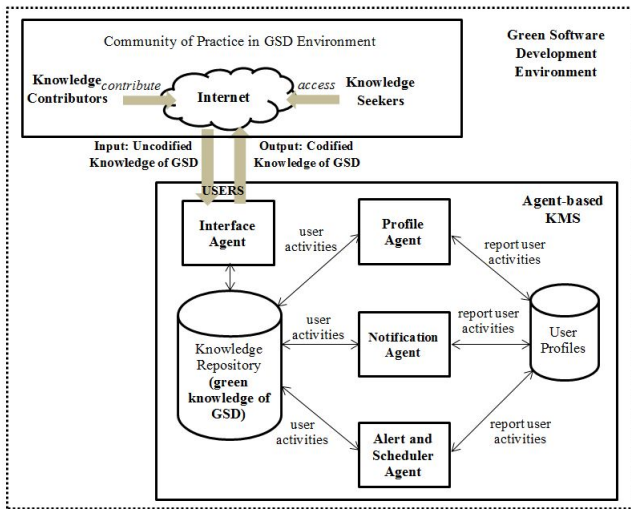 Community of Practice in GSD Environment
Green Software
Development
Environment
Knowledge
Contributors
contribute
Internet
access
Knowledge
Seekers
Input: Uncodified
Knowledge of GSD
Output: Codified
Knowledge of GSD
USERS
Agent-based
KMS
Interface
Agent
user
activities
Profile
Agent
report user
activities
Knowledge
Repository
(green
knowledge of
GSD)
user
activities
Notification
Agent
report user
activities
User
Profiles
user
activities
Alert and
Scheduler
Agent
report user
activities